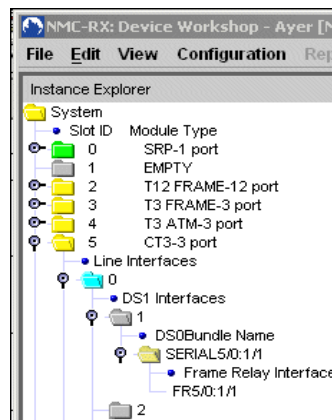 NMC-RX: Device Workshop - Ayer [N
File Edit View Configuration Rep
Instance Explorer
System
Slot ID Module Type
0 SRP-1 port
1 EMPTY
2 T12 FRAME-12 port
3 T3 FRAME-3 port
4 T3 ATM-3 port
5 CT3-3 port
Line Interfaces
0
DS1 Interfaces
1
DS0Bundle Name
SERIAL5/0:1/1
Frame Relay Interface
FR5/0:1/1
2